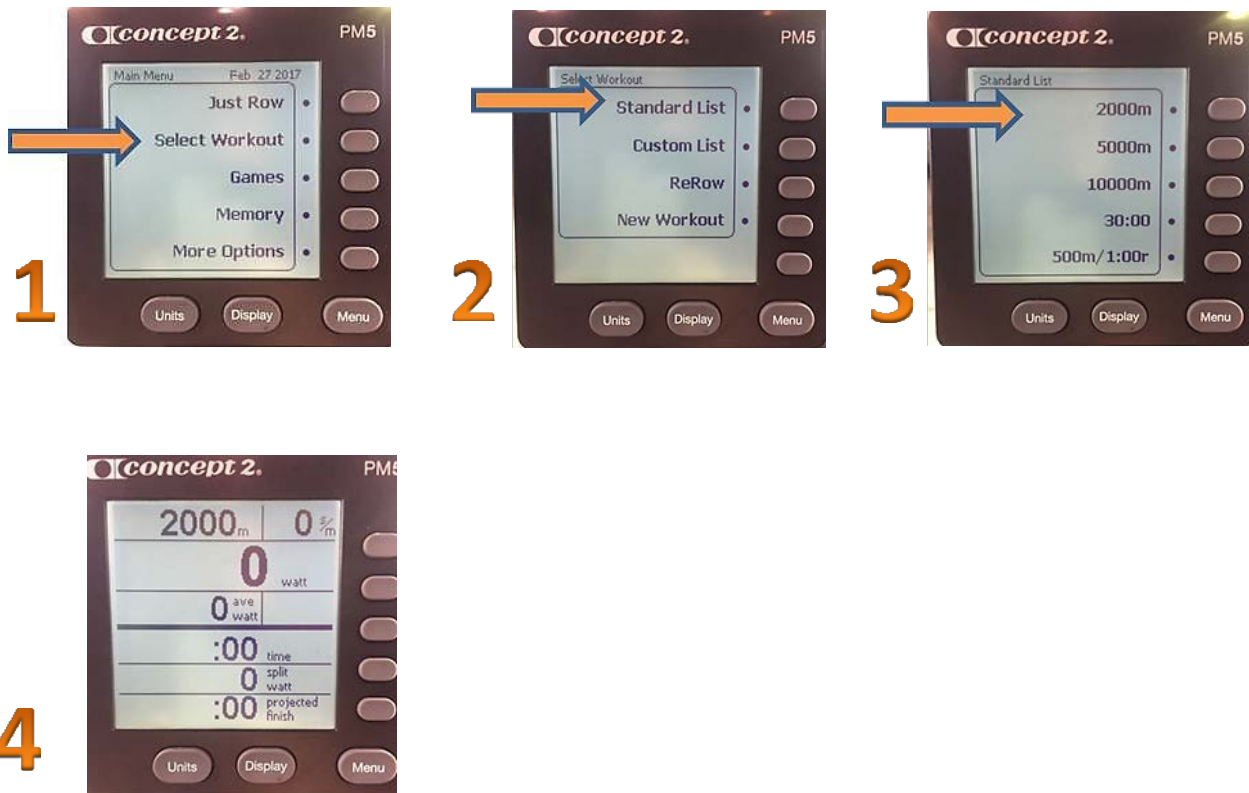 concept 2. PM5
Main Menu Feb 27 2017
Just Row
Select Workout
Games
Memory
More Options
Units Display Menu
1
concept 2. PM5
Select Workout
Standard List
Custom List
ReRow
New Workout
Units Display Menu
2
concept 2. PM5
Standard List
2000m
5000m
10000m
30:00
500m/1:00r
Units Display Menu
3
concept 2. PM5
2000m 0 s/m
0 watt
0 ave watt
:00 time
0 split watt
:00 projected finish
Units Display Menu
4